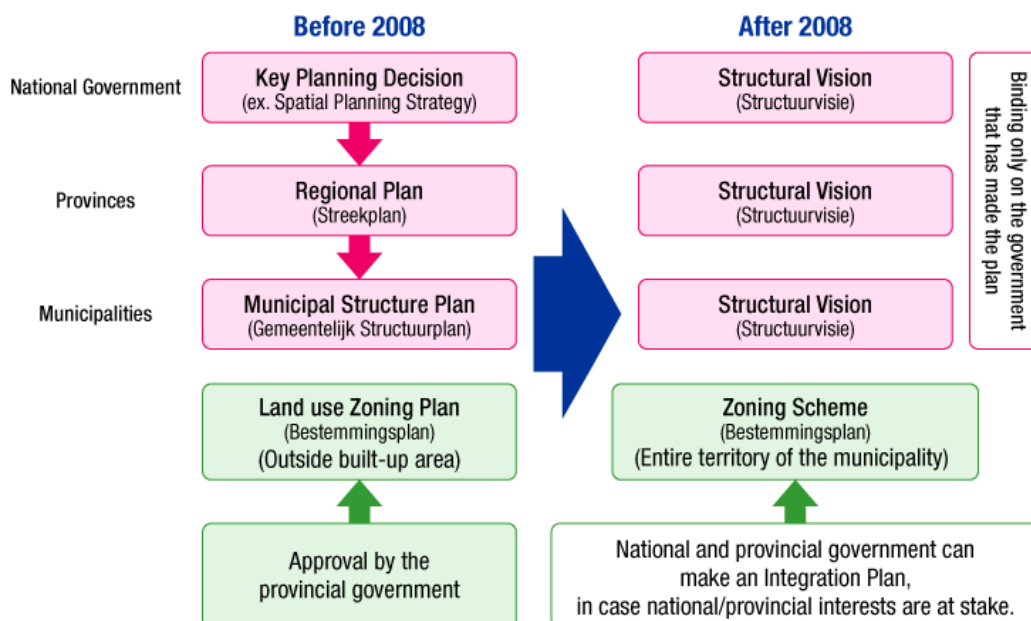 Before 2008
After 2008
National Government
Key Planning Decision
(ex. Spatial Planning Strategy)
Structural Vision
(Structuurvisie)
Binding only on the government
that has made the plan
Provinces
Regional Plan
(Streekplan)
Structural Vision
(Structuurvisie)
Municipalities
Municipal Structure Plan
(Gemeentelijk Structuurplan)
Structural Vision
(Structuurvisie)
Land use Zoning Plan
(Bestemmingsplan)
(Outside built-up area)
Zoning Scheme
(Bestemmingsplan)
(Entire territory of the municipality)
Approval by the
provincial government
National and provincial government can
make an Integration Plan,
in case national/provincial interests are at stake.